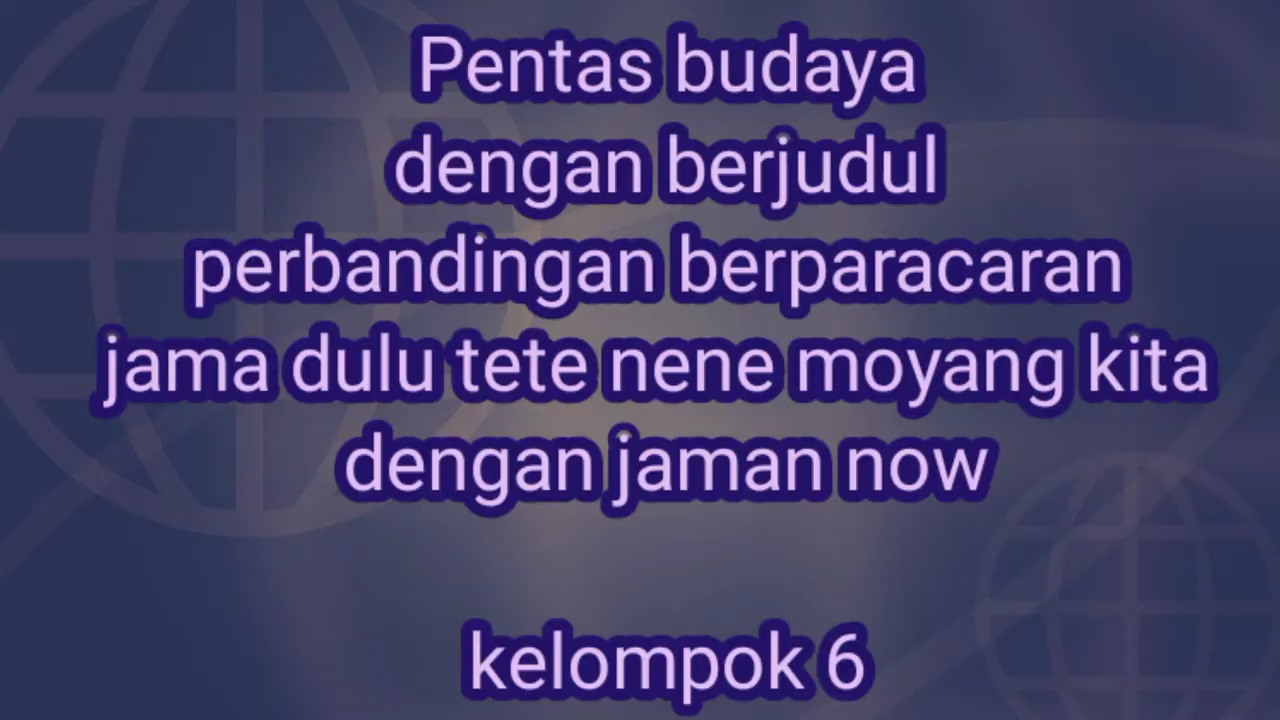 Pentas budaya
dengan berjudul
perbandingan berparacaran
jama dulu tete nene moyang kita
dengan jaman now
kelompok 6